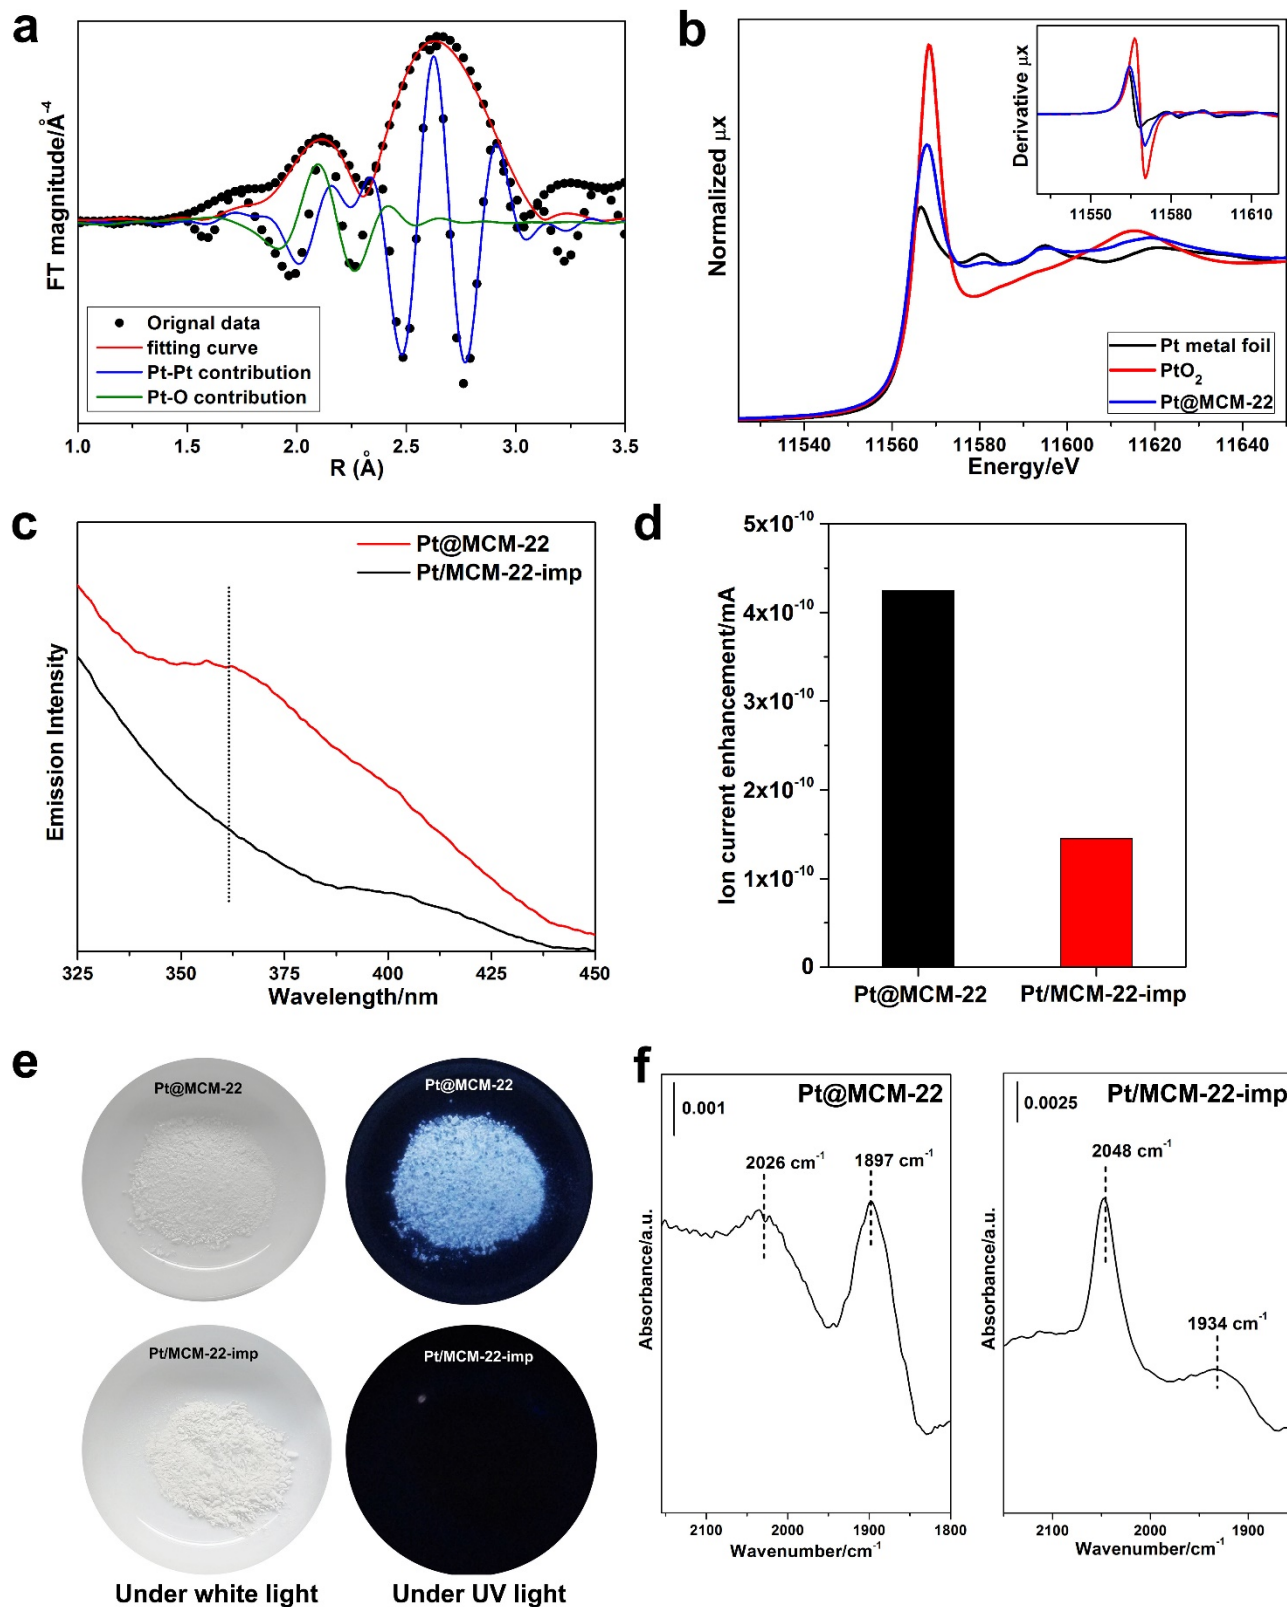 a
FT magnitude/Å⁻⁴
Orignal data
fitting curve
Pt-Pt contribution
Pt-O contribution
1.0 1.5 2.0 2.5 3.0 3.5
R (Å)
b
Normalized μx
Derivative μx
11550 11580 11610
Pt metal foil
PtO₂
Pt@MCM-22
11540 11560 11580 11600 11620 11640
Energy/eV
c
Emission Intensity
Pt@MCM-22
Pt/MCM-22-imp
325 350 375 400 425 450
Wavelength/nm
d
Ion current enhancement/mA
5x10⁻¹⁰
4x10⁻¹⁰
3x10⁻¹⁰
2x10⁻¹⁰
1x10⁻¹⁰
0
Pt@MCM-22 Pt/MCM-22-imp
e
Pt@MCM-22
Pt@MCM-22
Pt/MCM-22-imp
Pt/MCM-22-imp
Under white light
Under UV light
f
Pt@MCM-22
0.001
2026 cm⁻¹
1897 cm⁻¹
Absorbance/a.u.
2100 2000 1900 1800
Wavenumber/cm⁻¹
Pt/MCM-22-imp
0.0025
2048 cm⁻¹
1934 cm⁻¹
Absorbance/a.u.
2100 2000 1900
Wavenumber/cm⁻¹